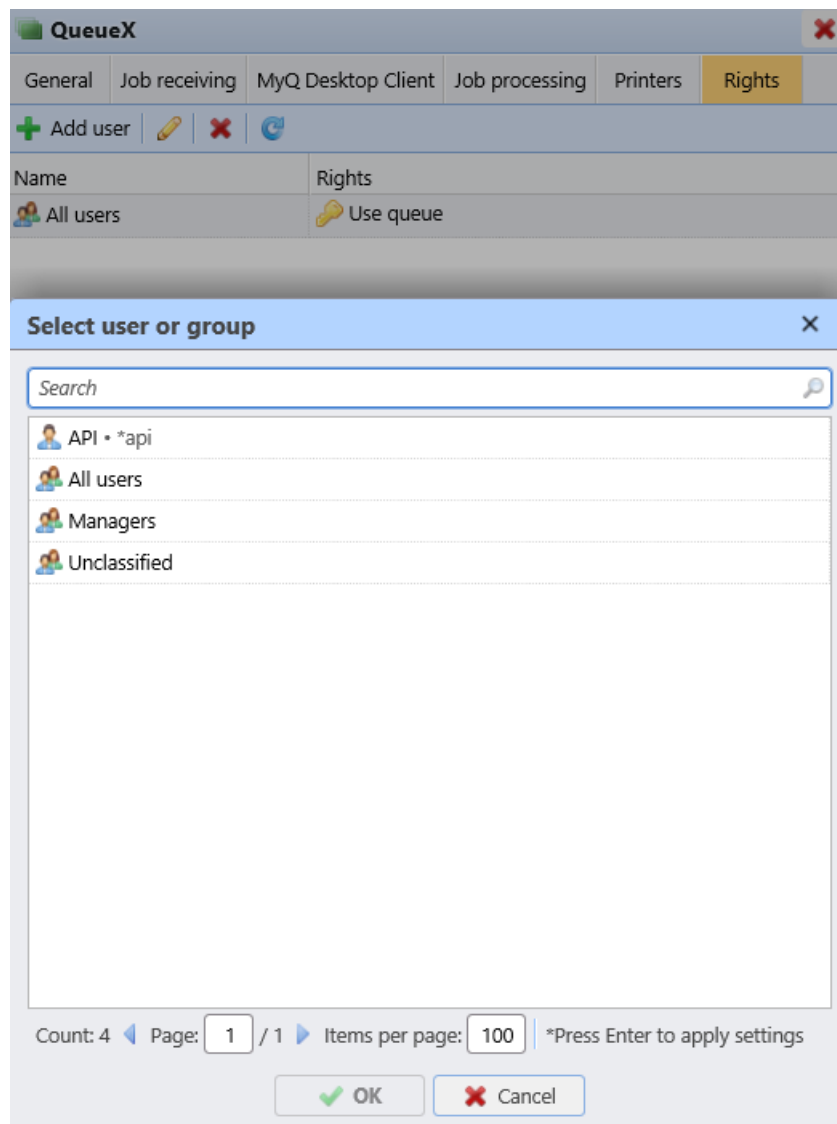 QueueX
General Job receiving MyQ Desktop Client Job processing Printers Rights
Add user
Name Rights
All users Use queue
Select user or group
Search
API • *api
All users
Managers
Unclassified
Count: 4 Page: 1 / 1 Items per page: 100 *Press Enter to apply settings
OK Cancel